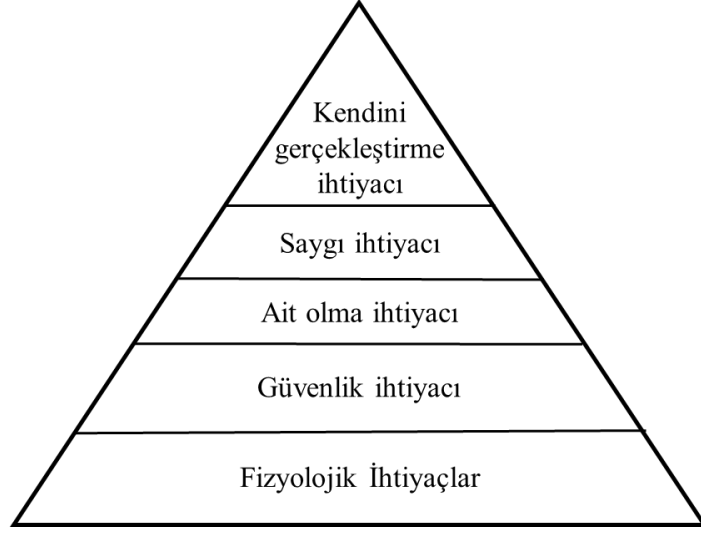 Kendini
gerçekleştirme
ihtiyacı
Saygı ihtiyacı
Ait olma ihtiyacı
Güvenlik ihtiyacı
Fizyolojik İhtiyaçlar